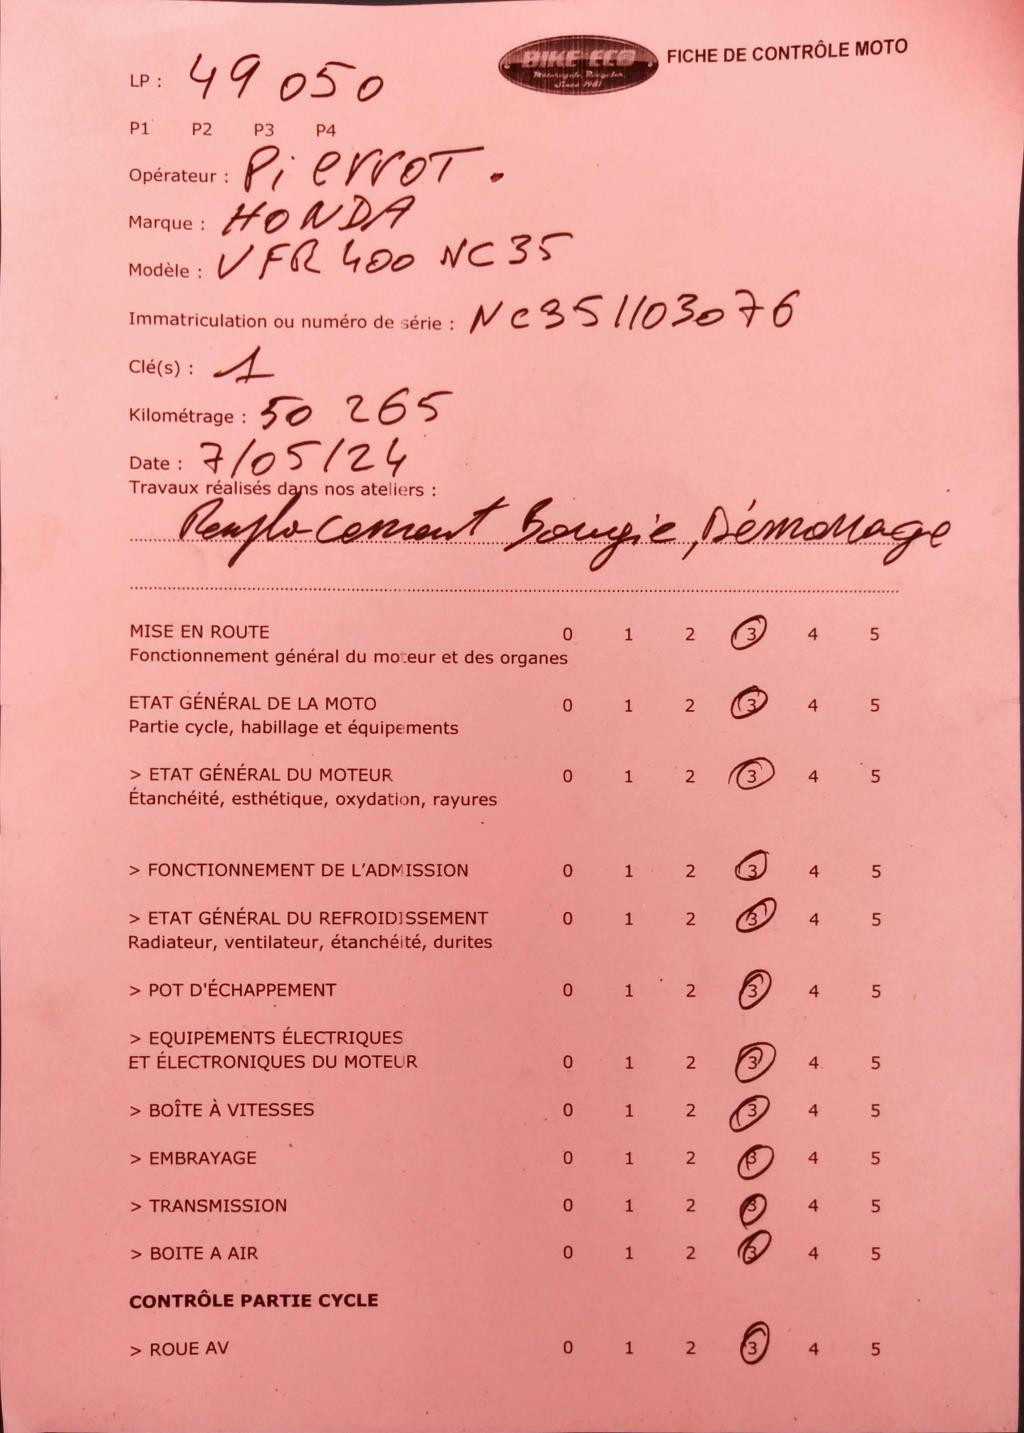 BIKE-ECO
Motorcycle Recycler
Since 1981
FICHE DE CONTRÔLE MOTO
LP : 49 050
P1 P2 P3 P4
Opérateur : Pierrot.
Marque : HONDA
Modèle : VFR 400 NC35
Immatriculation ou numéro de série : NC351103076
Clé(s) : 1
Kilométrage : 50 265
Date : 7/05/24
Travaux réalisés dans nos ateliers :
Remplacement Bougie, Démarrage
MISE EN ROUTE 0 1 2 3 4 5
Fonctionnement général du moteur et des organes
ETAT GÉNÉRAL DE LA MOTO 0 1 2 3 4 5
Partie cycle, habillage et équipements
> ETAT GÉNÉRAL DU MOTEUR 0 1 2 3 4 5
Étanchéité, esthétique, oxydation, rayures
> FONCTIONNEMENT DE L'ADMISSION 0 1 2 3 4 5
> ETAT GÉNÉRAL DU REFROIDISSEMENT 0 1 2 3 4 5
Radiateur, ventilateur, étanchéité, durites
> POT D'ÉCHAPPEMENT 0 1 2 3 4 5
> EQUIPEMENTS ÉLECTRIQUES
ET ÉLECTRONIQUES DU MOTEUR 0 1 2 3 4 5
> BOÎTE À VITESSES 0 1 2 3 4 5
> EMBRAYAGE 0 1 2 3 4 5
> TRANSMISSION 0 1 2 3 4 5
> BOITE A AIR 0 1 2 3 4 5
CONTRÔLE PARTIE CYCLE
> ROUE AV 0 1 2 3 4 5